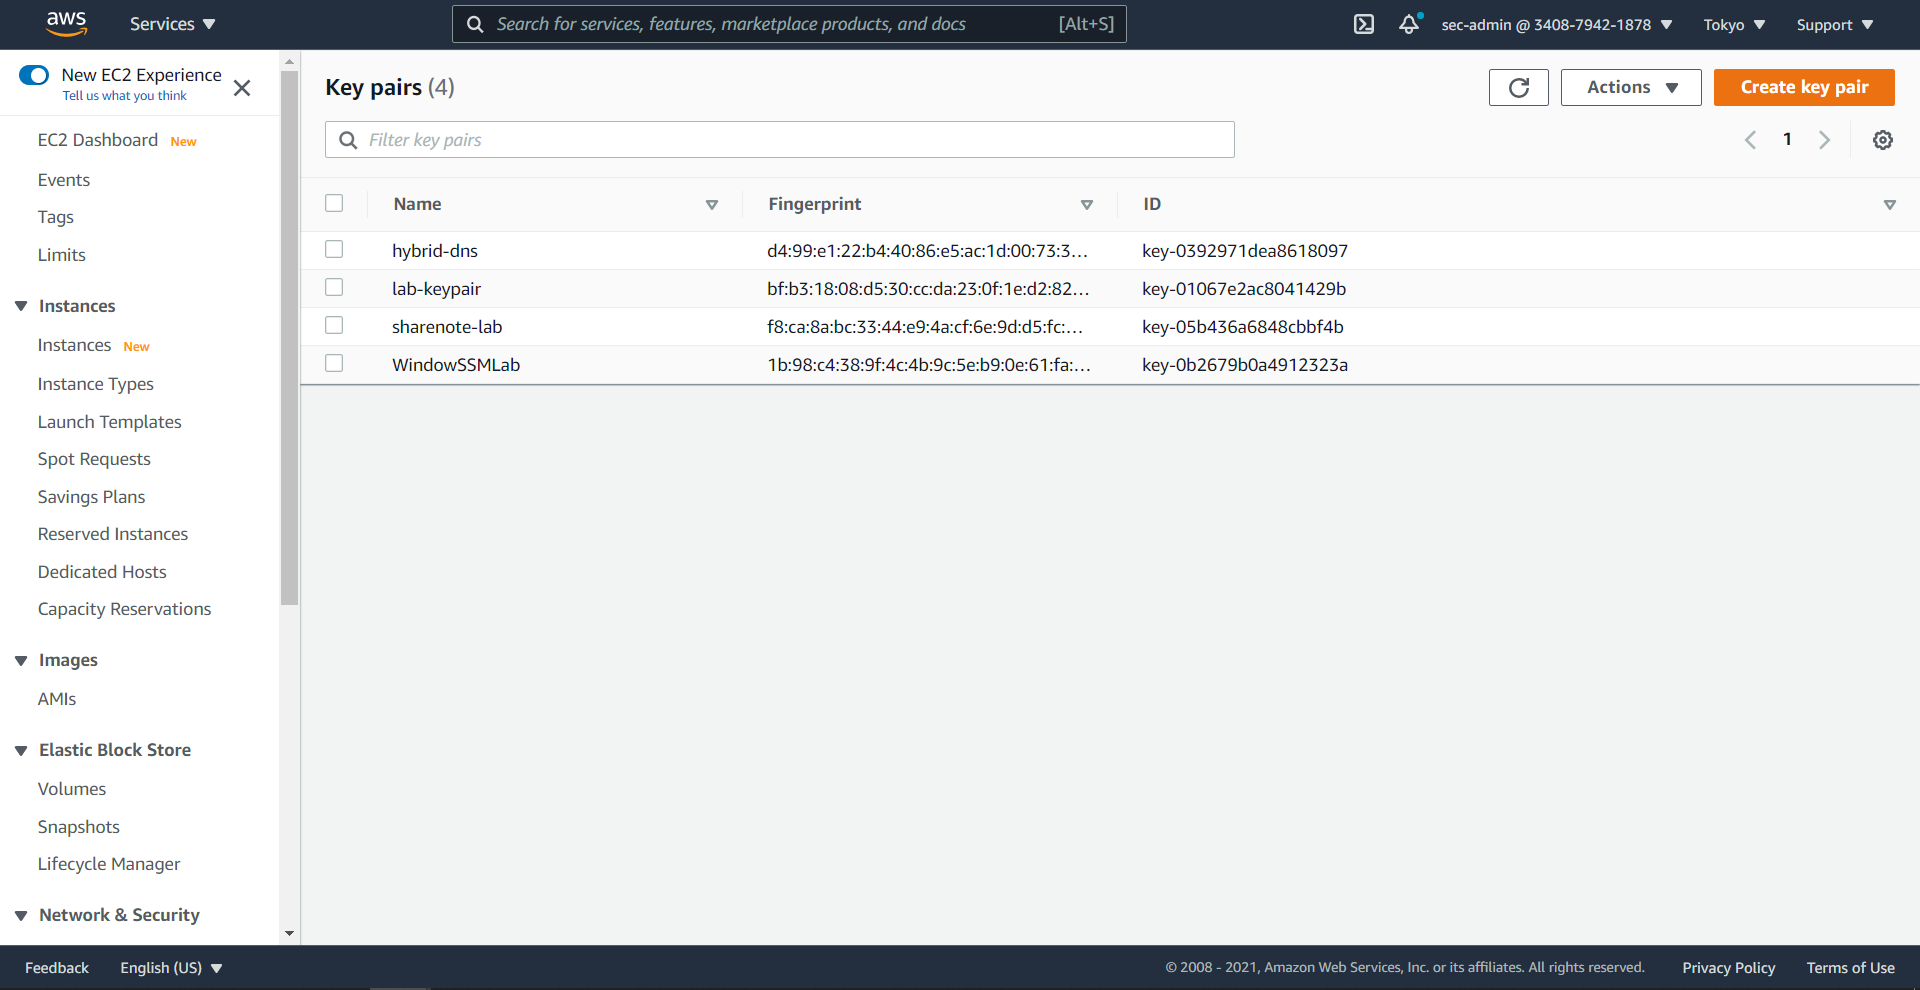 aws Services Search for services, features, marketplace products, and docs [Alt+S] sec-admin @ 3408-7942-1878 Tokyo Support
New EC2 Experience
Tell us what you think
EC2 Dashboard New
Events
Tags
Limits
Instances
Instances New
Instance Types
Launch Templates
Spot Requests
Savings Plans
Reserved Instances
Dedicated Hosts
Capacity Reservations
Images
AMIs
Elastic Block Store
Volumes
Snapshots
Lifecycle Manager
Network & Security
Key pairs (4) Actions Create key pair
Filter key pairs 1
Name Fingerprint ID
hybrid-dns d4:99:e1:22:b4:40:86:e5:ac:1d:00:73:3... key-0392971dea8618097
lab-keypair bf:b3:18:08:d5:30:cc:da:23:0f:1e:d2:82... key-01067e2ac8041429b
sharenote-lab f8:ca:8a:bc:33:44:e9:4a:cf:6e:9d:d5:fc:... key-05b436a6848cbbf4b
WindowSSMLab 1b:98:c4:38:9f:4c:4b:9c:5e:b9:0e:61:fa:... key-0b2679b0a4912323a
Feedback English (US) © 2008 - 2021, Amazon Web Services, Inc. or its affiliates. All rights reserved. Privacy Policy Terms of Use